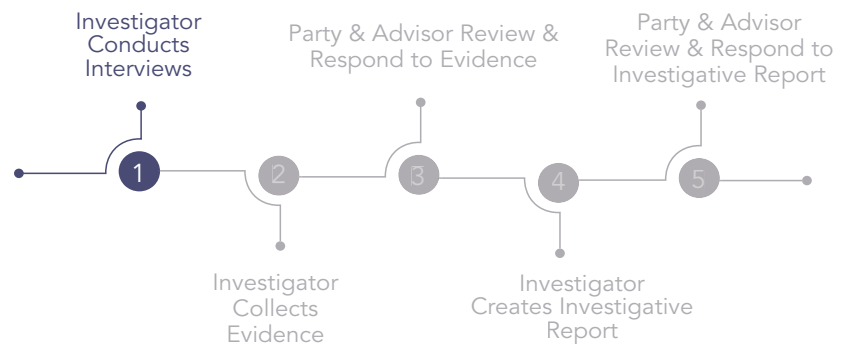 Investigator
Conducts
Interviews
Party & Advisor Review &
Respond to Evidence
Party & Advisor
Review & Respond to
Investigative Report
1
2
3
4
5
Investigator
Collects
Evidence
Investigator
Creates Investigative
Report